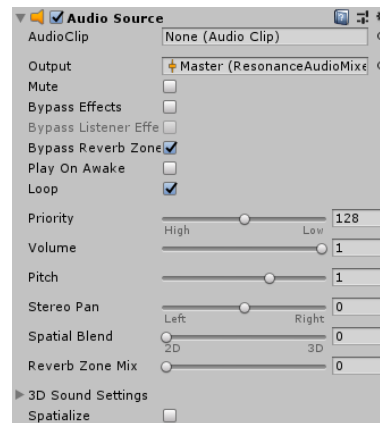 Audio Source
AudioClip None (Audio Clip)
Output Master (ResonanceAudioMixe
Mute
Bypass Effects
Bypass Listener Effe
Bypass Reverb Zone
Play On Awake
Loop
Priority 128
High Low
Volume 1
Pitch 1
Stereo Pan 0
Left Right
Spatial Blend 0
2D 3D
Reverb Zone Mix 0
3D Sound Settings
Spatialize